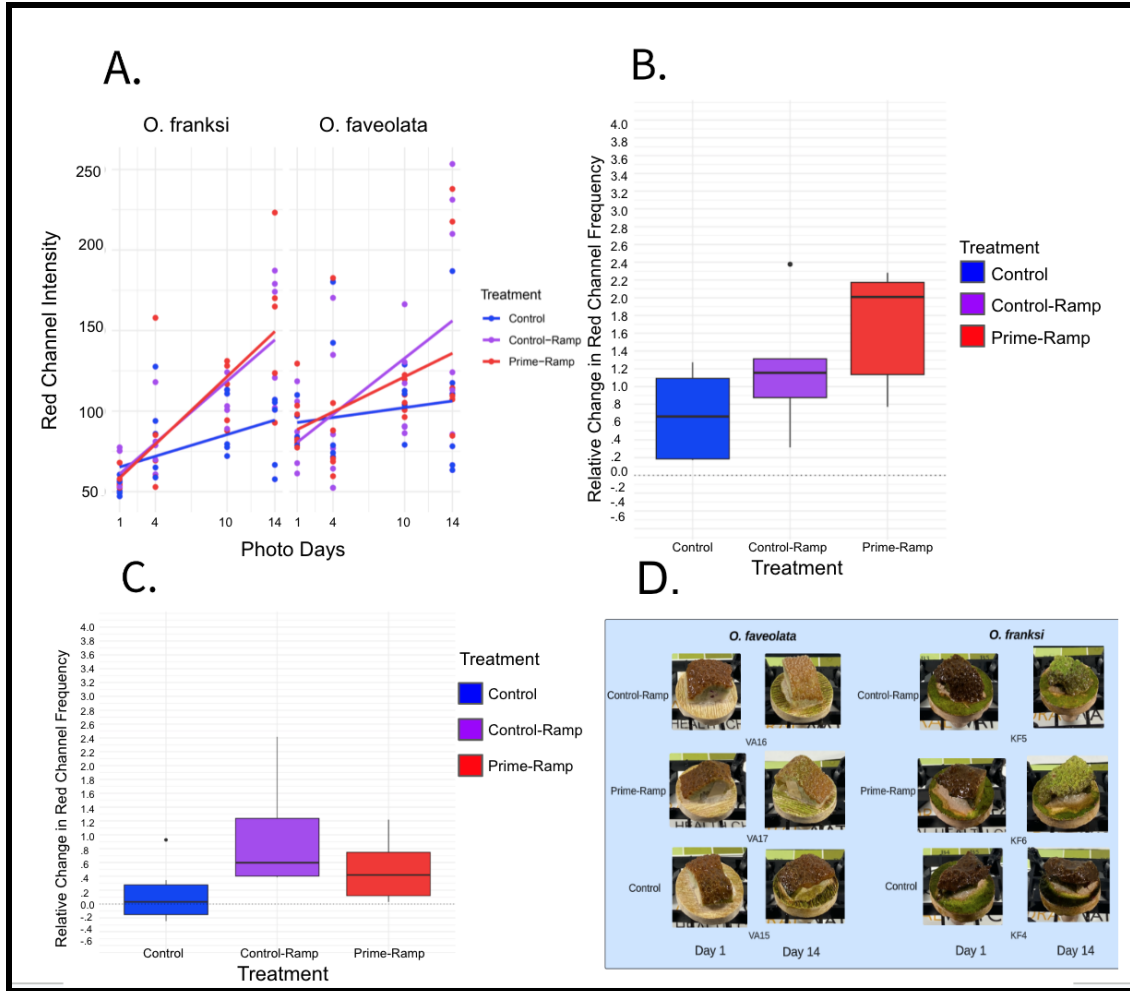 A.
O. franksi
O. faveolata
Red Channel Intensity
250
200
150
100
50
1
4
10
14
1
4
10
14
Photo Days
Treatment
Control
Control-Ramp
Prime-Ramp
B.
Relative Change in Red Channel Frequency
4.0
3.8
3.6
3.4
3.2
3.0
2.8
2.6
2.4
2.2
2.0
1.8
1.6
1.4
1.2
1.0
.8
.6
.4
.2
0.0
-.2
-.4
-.6
Control
Control-Ramp
Prime-Ramp
Treatment
Treatment
Control
Control-Ramp
Prime-Ramp
C.
Relative Change in Red Channel Frequency
4.0
3.8
3.6
3.4
3.2
3.0
2.8
2.6
2.4
2.2
2.0
1.8
1.6
1.4
1.2
1.0
.8
.6
.4
.2
0.0
-.2
-.4
-.6
Control
Control-Ramp
Prime-Ramp
Treatment
Treatment
Control
Control-Ramp
Prime-Ramp
D.
O. faveolata
O. franksi
Control-Ramp
Control-Ramp
VA16
KF5
Prime-Ramp
Prime-Ramp
VA17
KF6
Control
Control
VA15
KF4
Day 1
Day 14
Day 1
Day 14